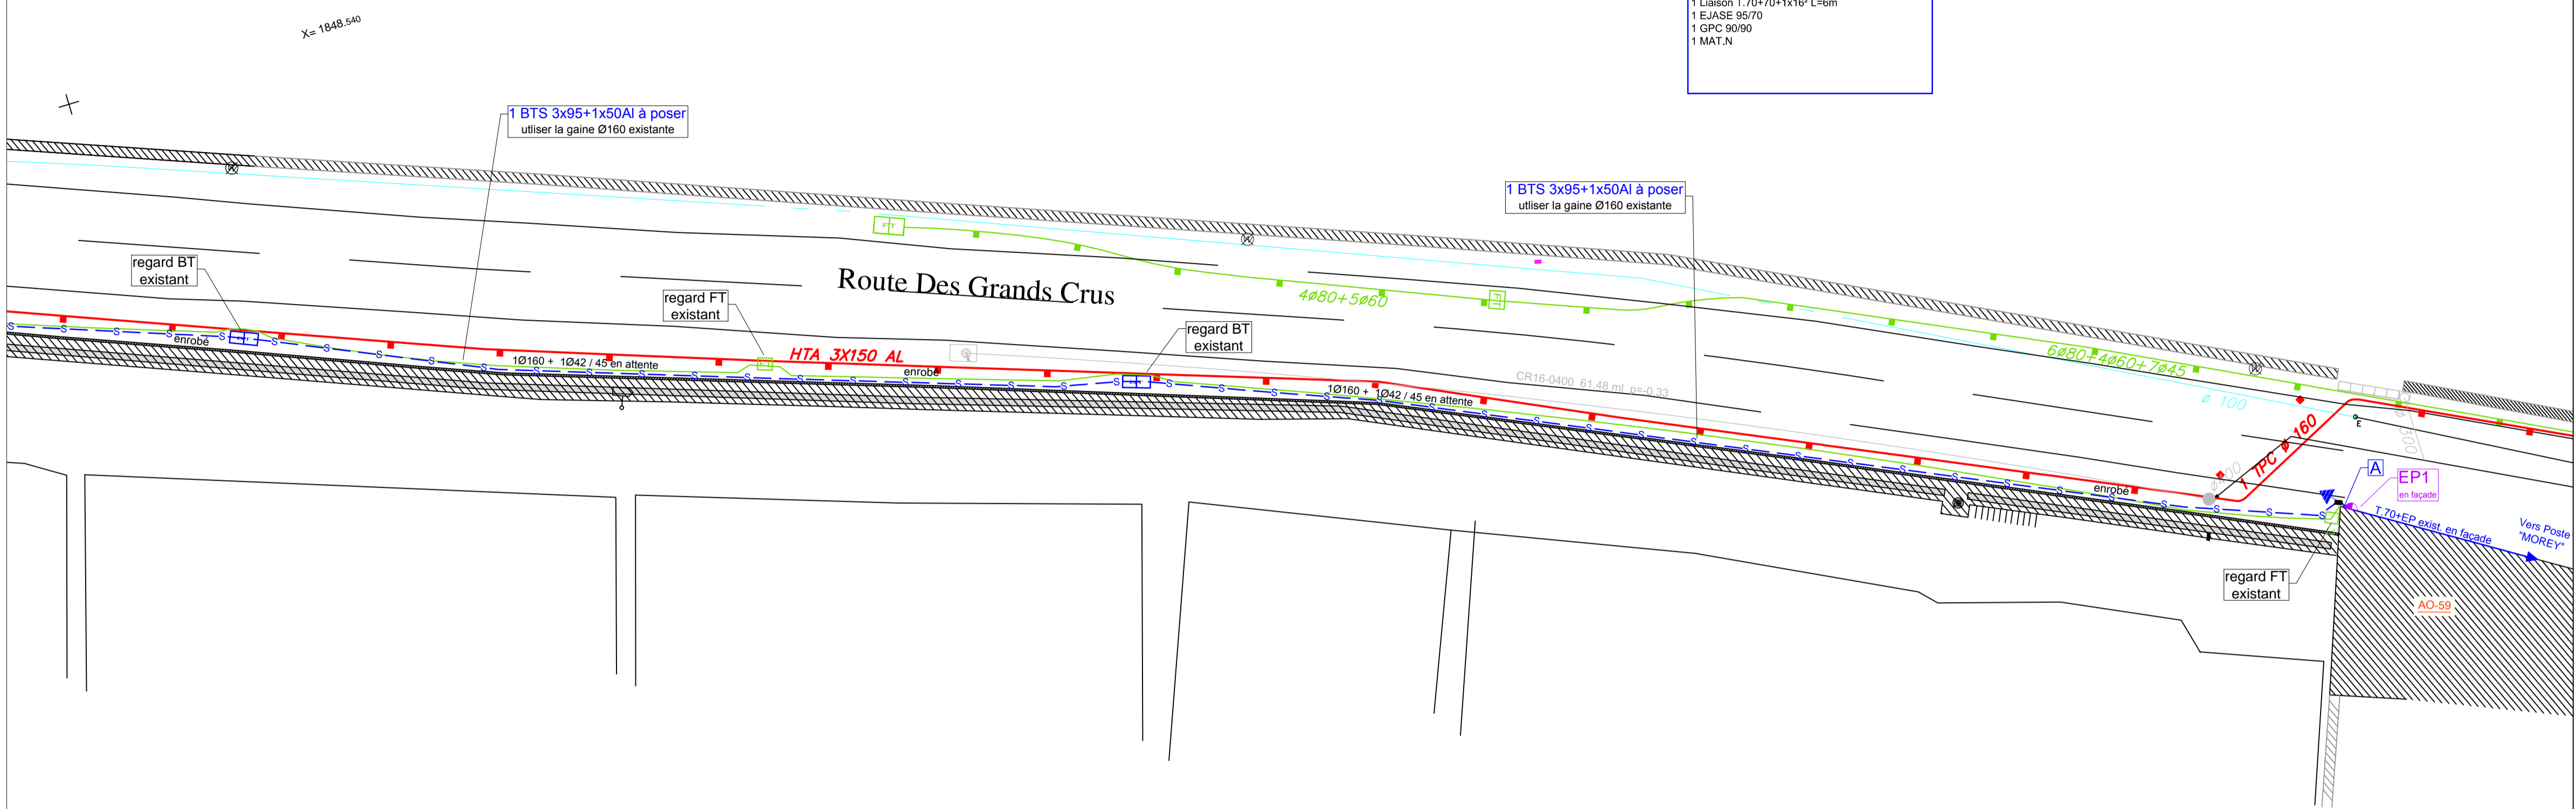 X= 1848.540
1 Liaison T.70+70+1x16² L=6m
1 EJASE 95/70
1 GPC 90/90
1 MAT.N
1 BTS 3x95+1x50Al à poser
utliser la gaine Ø160 existante
1 BTS 3x95+1x50Al à poser
utliser la gaine Ø160 existante
regard BT
existant
regard FT
existant
Route Des Grands Crus
4ø80+5ø60
regard BT
existant
enrobé
1Ø160 + 1Ø42 / 45 en attente
HTA 3X150 AL
enrobé
1Ø160 + 1Ø42 / 45 en attente
CR16-0400 61.48 ml p=-0.33
6ø80+4ø60+7ø45
ø 100
ø 300
1 TPC ø 160
ø400
enrobé
A
EP1
en façade
T.70+EP exist. en façade
Vers Poste
"MOREY"
regard FT
existant
AO-59